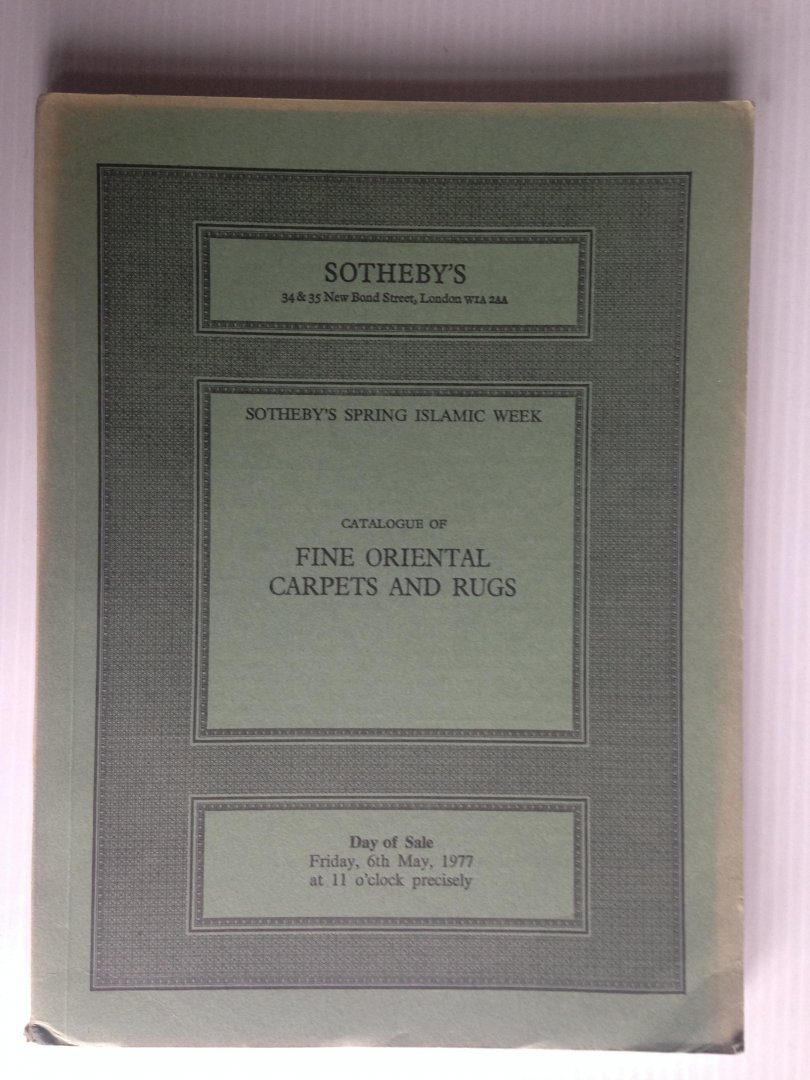 SOTHEBY'S
34 & 35 New Bond Street, London W1A 2AA
SOTHEBY'S SPRING ISLAMIC WEEK
CATALOGUE OF
FINE ORIENTAL
CARPETS AND RUGS
Day of Sale
Friday, 6th May, 1977
at 11 o'clock precisely